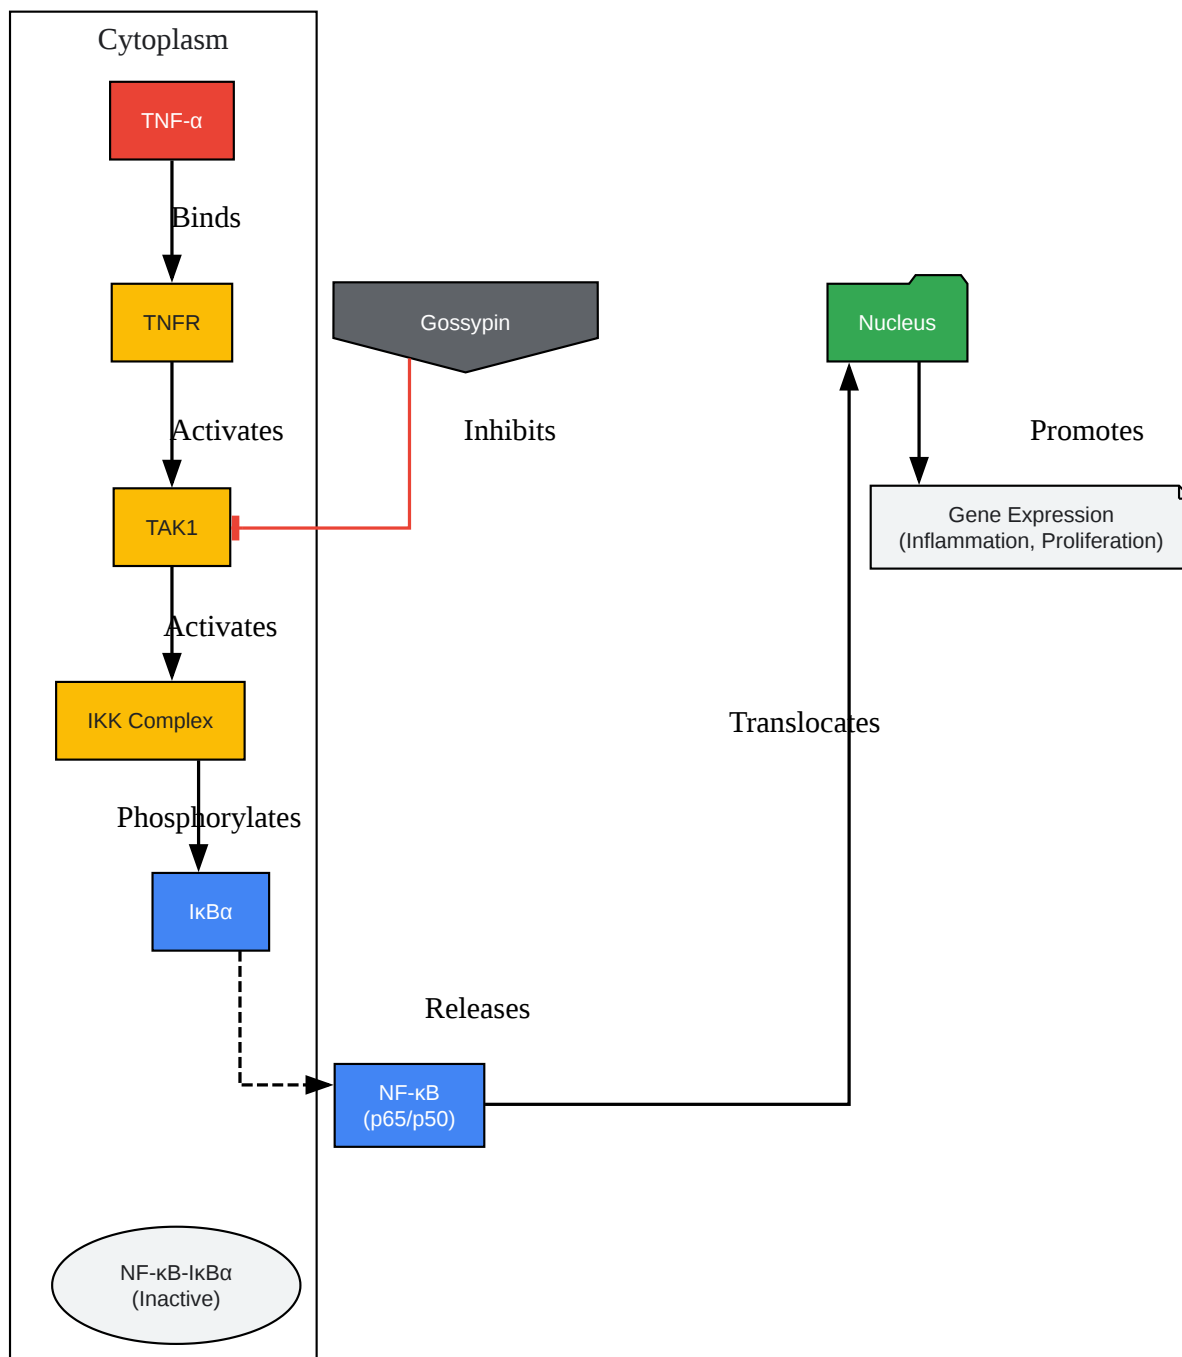 Cytoplasm
TNF-α
Binds
TNFR
Gossypin
Nucleus
Activates
Inhibits
Promotes
TAK1
Gene Expression
(Inflammation, Proliferation)
Activates
IKK Complex
Translocates
Phosphorylates
IκBα
Releases
NF-κB
(p65/p50)
NF-κB-IκBα
(Inactive)